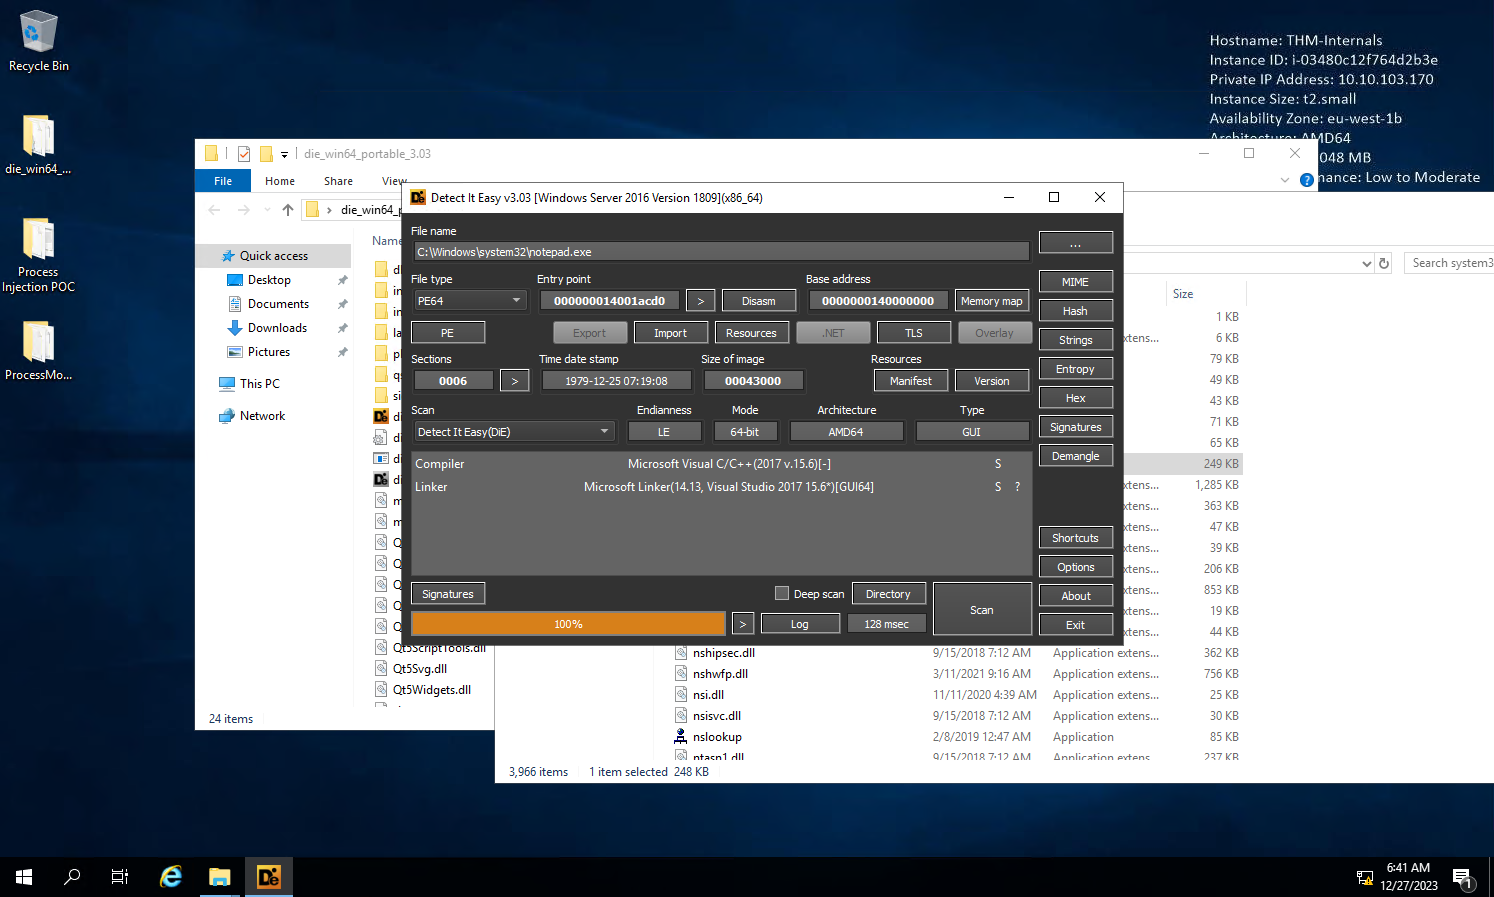 Recycle Bin
die_win64_...
Process
Injection POC
ProcessMo...
Hostname: THM-Internals
Instance ID: i-03480c12f764d2b3e
Private IP Address: 10.10.103.170
Instance Size: t2.small
Availability Zone: eu-west-1b
Architecture: AMD64
048 MB
mance: Low to Moderate
die_win64_portable_3.03
File Home Share View
die_win64_p
Name
Quick access
Desktop
Documents
Downloads
Pictures
This PC
Network
Qt5ScriptTools.dll
Qt5Svg.dll
Qt5Widgets.dll
24 items
Detect It Easy v3.03 [Windows Server 2016 Version 1809](x86_64)
File name
C:\Windows\system32\notepad.exe
...
File type Entry point Base address
PE64 000000014001acd0 > Disasm 0000000140000000 Memory map
PE Export Import Resources .NET TLS Overlay
Sections Time date stamp Size of image Resources
0006 > 1979-12-25 07:19:08 00043000 Manifest Version
Scan Endianness Mode Architecture Type
Detect It Easy(DiE) LE 64-bit AMD64 GUI
Compiler Microsoft Visual C/C++(2017 v.15.6)[-] S
Linker Microsoft Linker(14.13, Visual Studio 2017 15.6*)[GUI64] S ?
Signatures Deep scan Directory Scan
100% > Log 128 msec
MIME
Hash
Strings
Entropy
Hex
Signatures
Demangle
Shortcuts
Options
About
Exit
Search system3
Size
1 KB
xtens... 6 KB
79 KB
49 KB
43 KB
71 KB
65 KB
249 KB
xtens... 1,285 KB
xtens... 363 KB
xtens... 47 KB
xtens... 39 KB
xtens... 206 KB
xtens... 853 KB
xtens... 19 KB
xtens... 44 KB
nshipsec.dll 9/15/2018 7:12 AM Application extens... 362 KB
nshwfp.dll 3/11/2021 9:16 AM Application extens... 756 KB
nsi.dll 11/11/2020 4:39 AM Application extens... 25 KB
nsisvc.dll 9/15/2018 7:12 AM Application extens... 30 KB
nslookup 2/8/2019 12:47 AM Application 85 KB
ntasn1.dll 9/15/2018 7:12 AM Application extens... 237 KB
3,966 items 1 item selected 248 KB
6:41 AM
12/27/2023
1